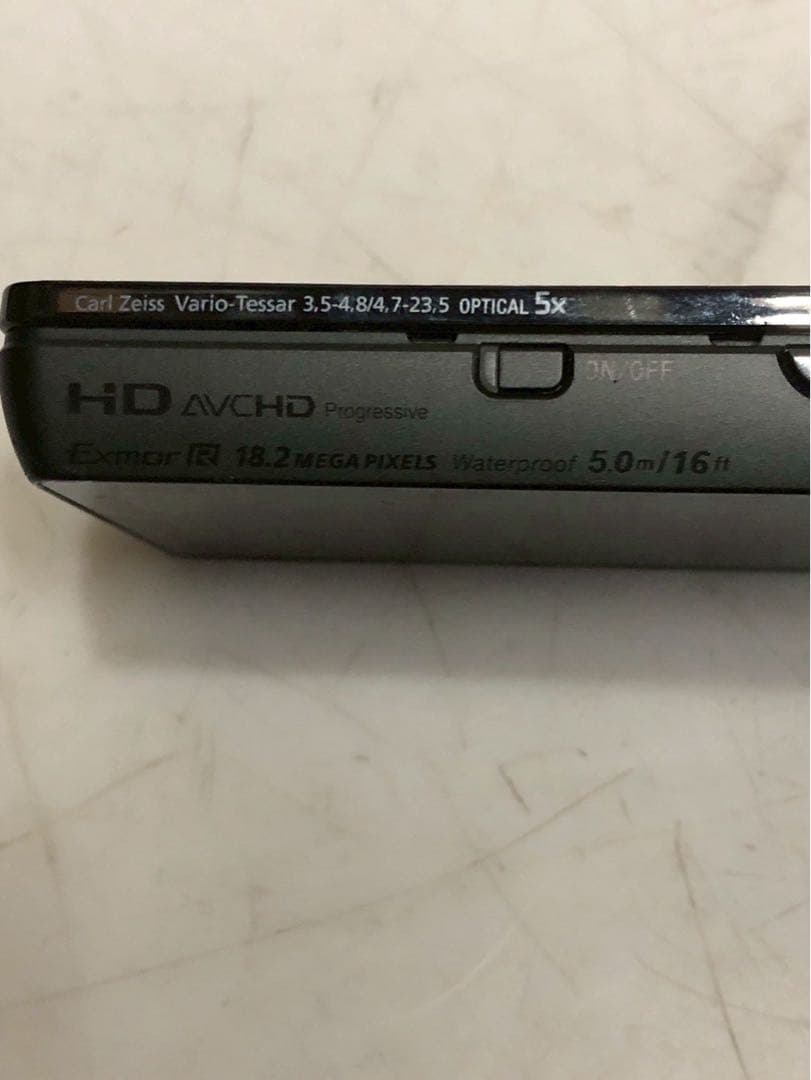 Carl Zeiss Vario-Tessar 3,5-4,8/4,7-23,5 OPTICAL 5x
ON/OFF
HD AVCHD Progressive
Exmor R 18.2 MEGA PIXELS Waterproof 5.0m/16ft